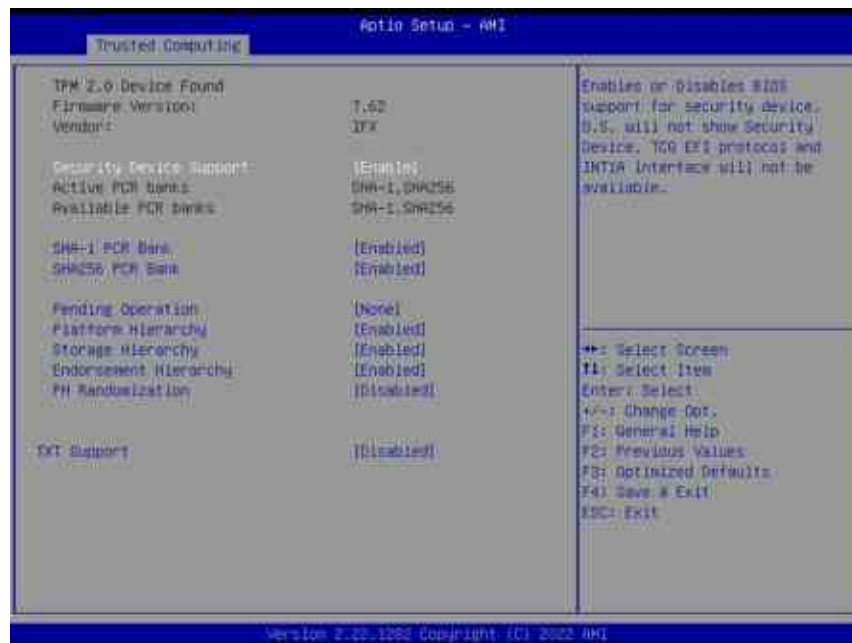 Aptio Setup – AMI
Trusted Computing
TPM 2.0 Device Found
Firmware Version: 7.62
Vendor: IFX
Security Device Support [Enable]
Active PCR banks SHA-1,SHA256
Available PCR banks SHA-1,SHA256
SHA-1 PCR Bank [Enabled]
SHA256 PCR Bank [Enabled]
Pending Operation [None]
Platform Hierarchy [Enabled]
Storage Hierarchy [Enabled]
Endorsement Hierarchy [Enabled]
PH Randomization [Disabled]
TXT Support [Disabled]
Enables or Disables BIOS
support for security device.
O.S. will not show Security
Device. TCG EFI protocol and
INT1A interface will not be
available.
→←: Select Screen
↑↓: Select Item
Enter: Select
+/-: Change Opt.
F1: General Help
F2: Previous Values
F3: Optimized Defaults
F4: Save & Exit
ESC: Exit
Version 2.22.1282 Copyright (C) 2022 AMI